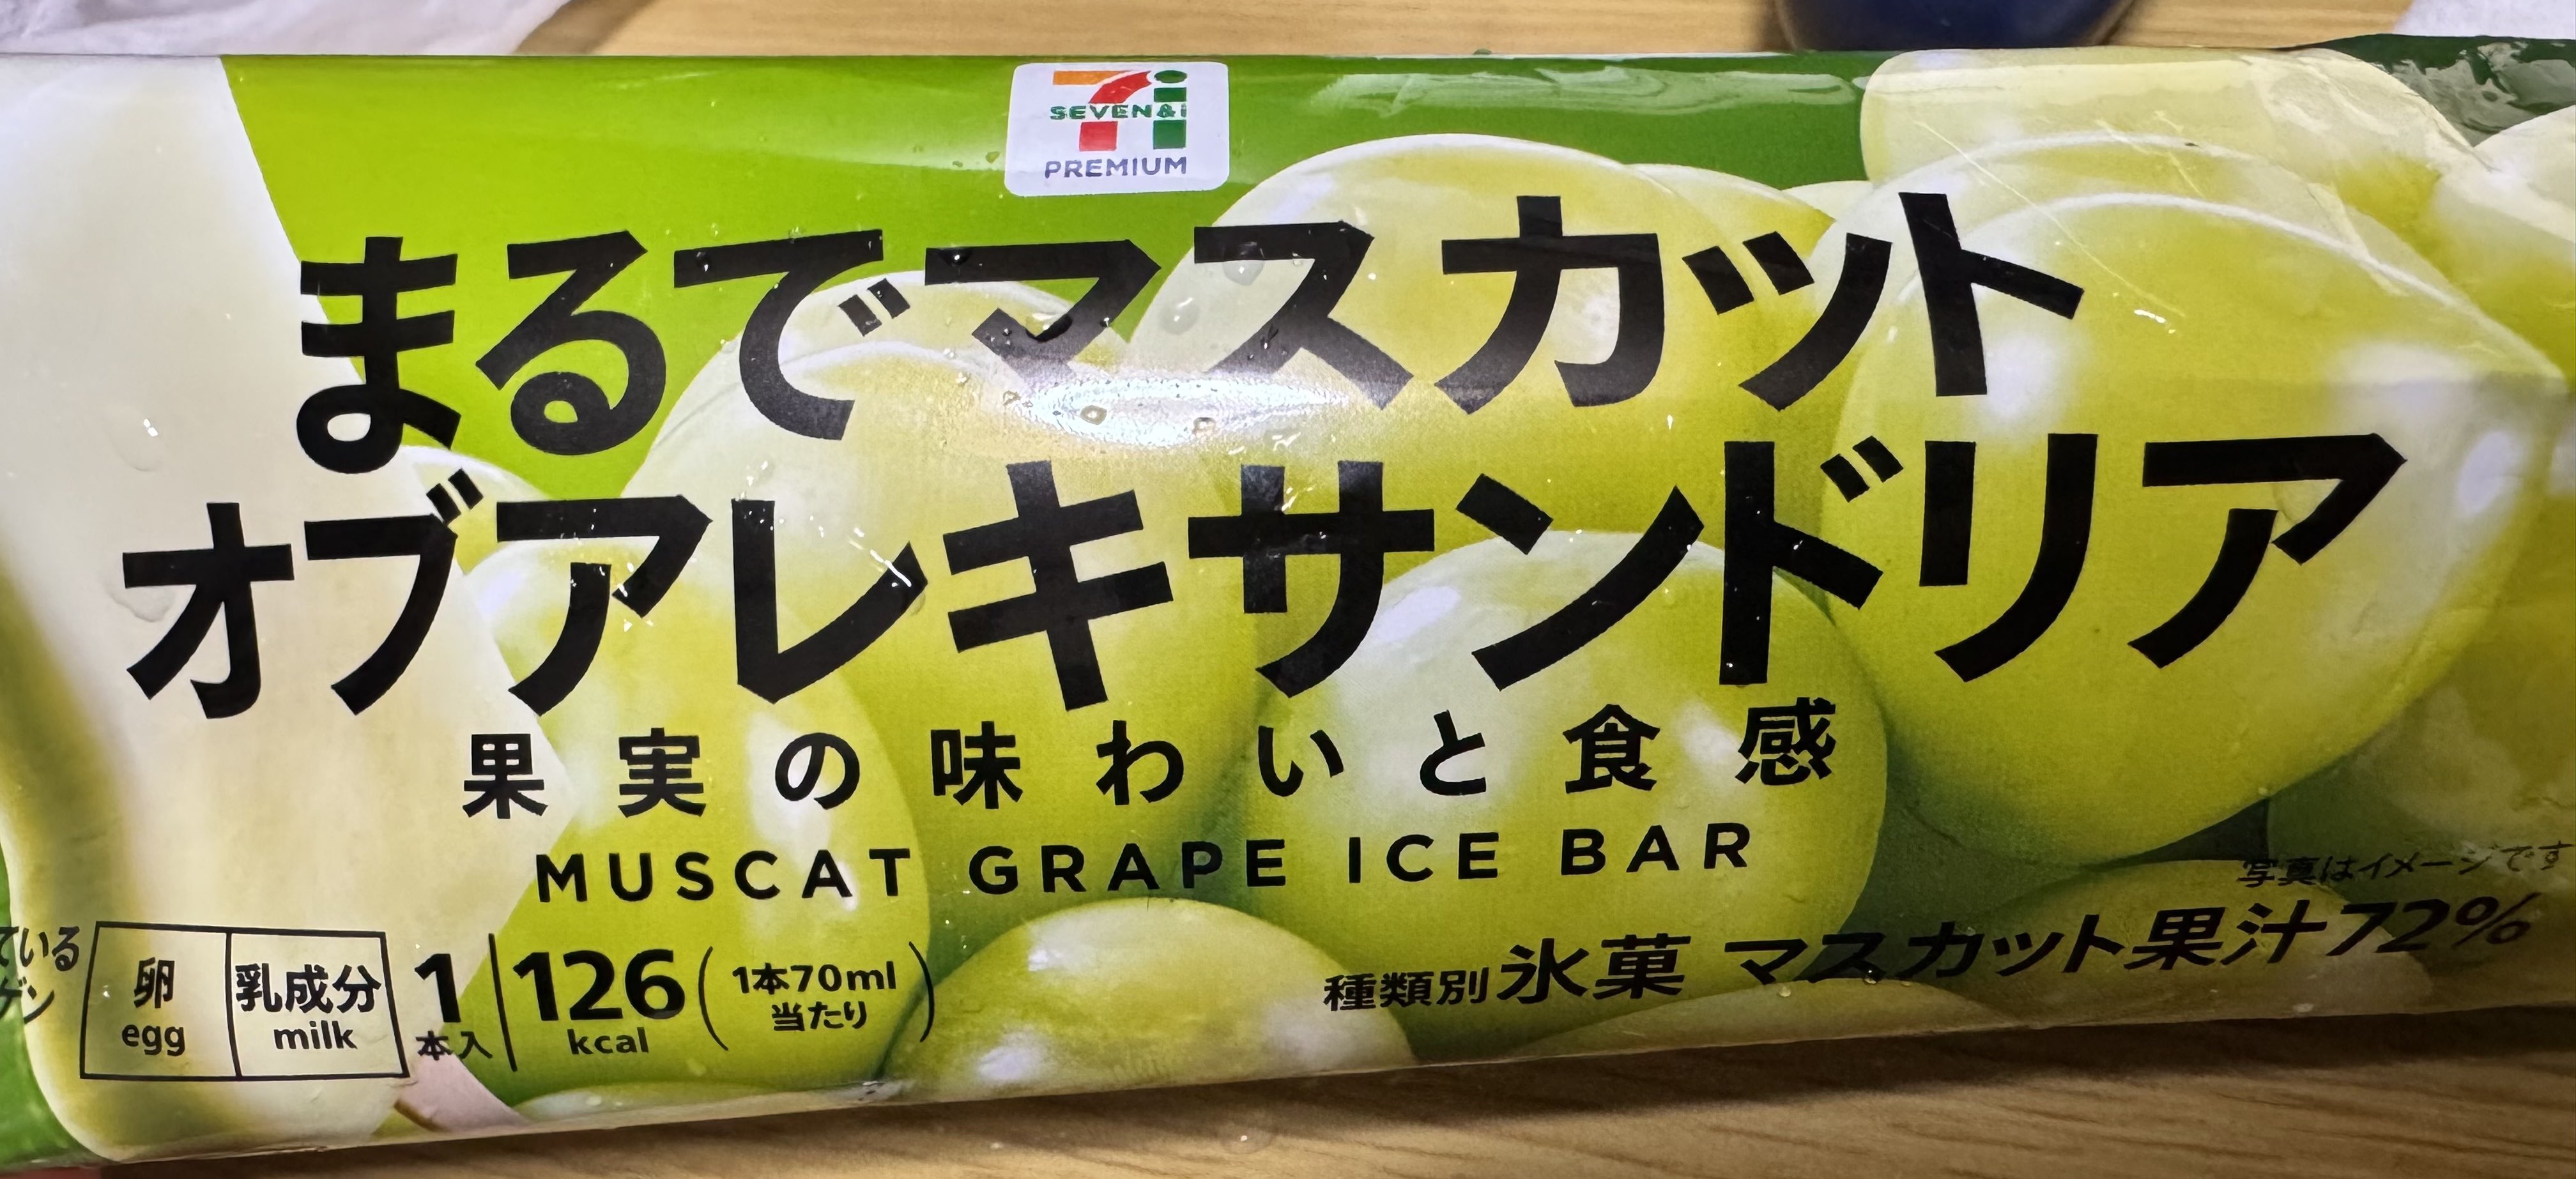 SEVEN&i
PREMIUM
まるでマスカット
オブアレキサンドリア
果実の味わいと食感
MUSCAT GRAPE ICE BAR
写真はイメージです
種類別 氷菓 マスカット果汁72%
ている
ゲン
卵
egg
乳成分
milk
1
本入
126
kcal
(1本70ml
当たり)